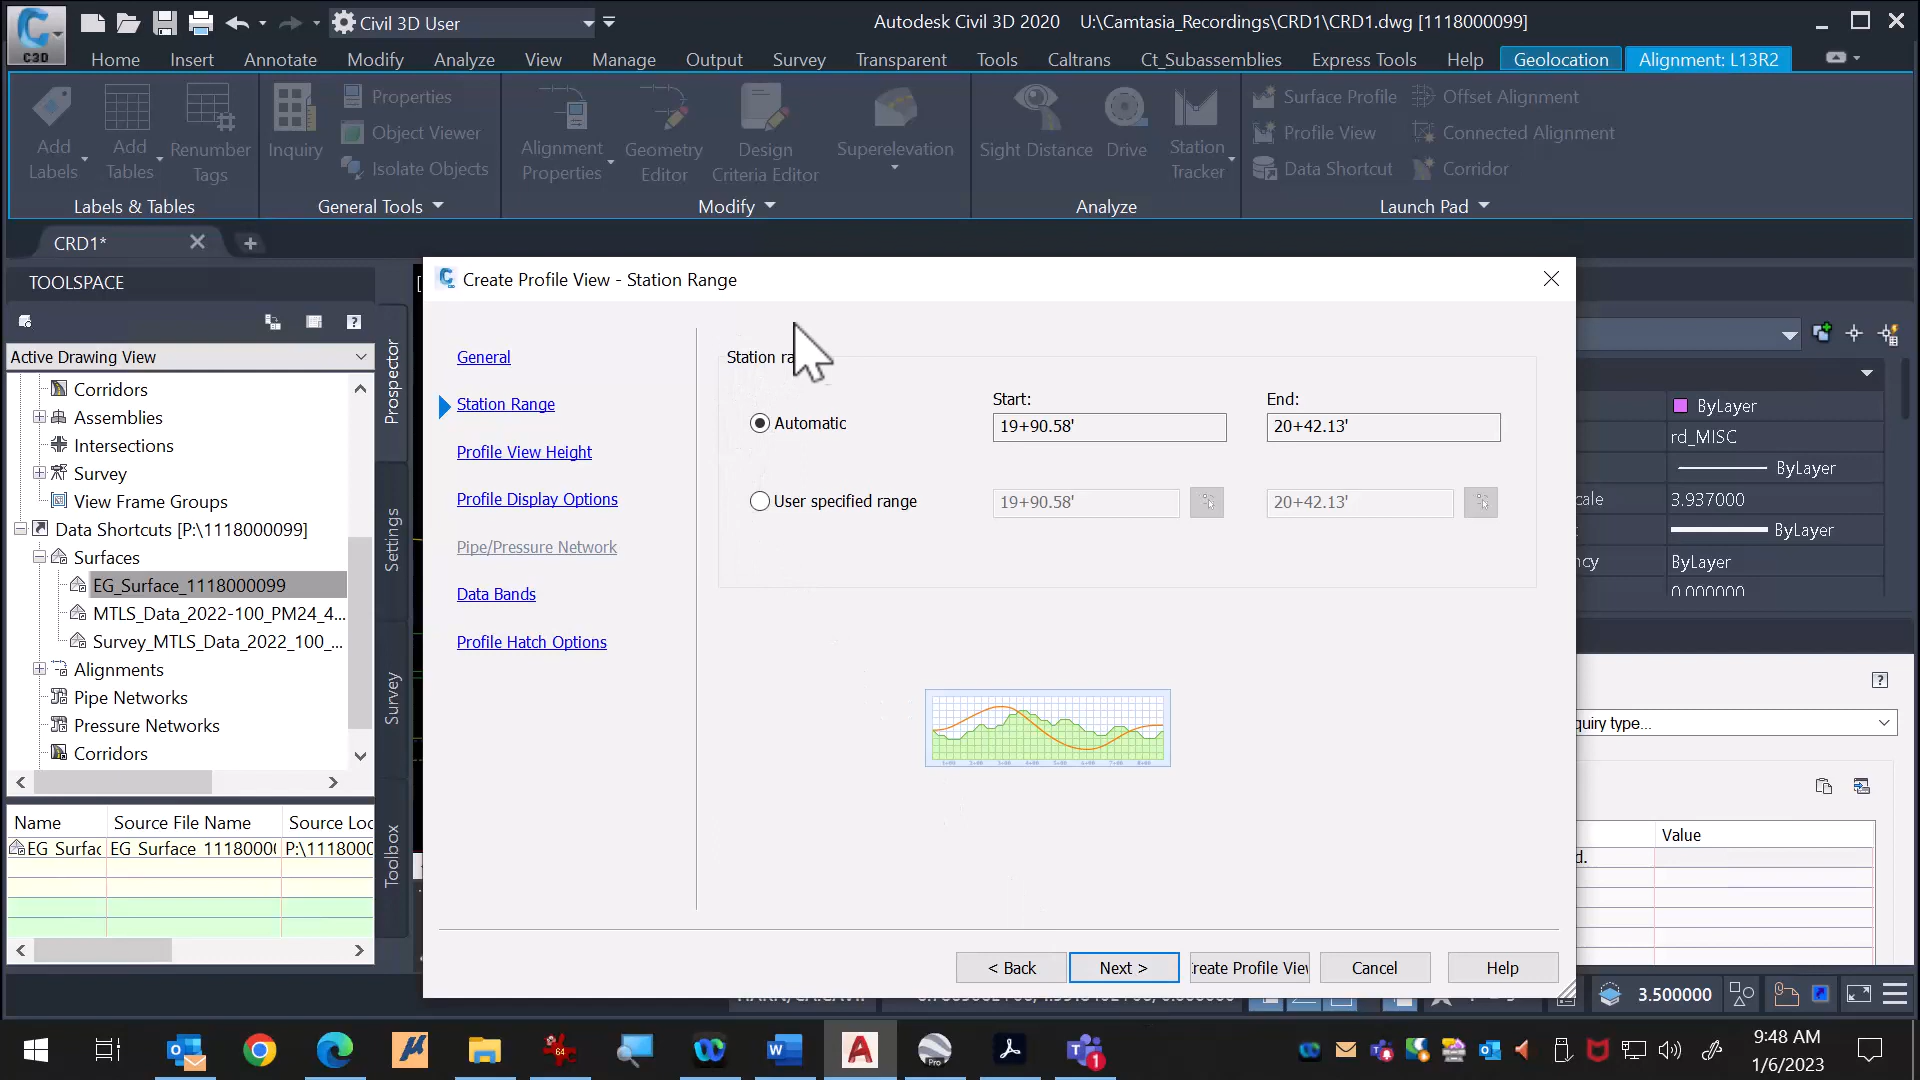 Civil 3D User
Autodesk Civil 3D 2020 U:\Camtasia_Recordings\CRD1\CRD1.dwg [1118000099]
C3D
Home Insert Annotate Modify Analyze View Manage Output Survey Transparent Tools Caltrans Ct_Subassemblies Express Tools Help Geolocation Alignment: L13R2
Add Labels
Add Tables
Renumber Tags
Inquiry
Properties
Object Viewer
Isolate Objects
Alignment Properties
Geometry Editor
Design Criteria Editor
Superelevation
Sight Distance
Drive
Station Tracker
Surface Profile
Profile View
Data Shortcut
Offset Alignment
Connected Alignment
Corridor
Labels & Tables General Tools Modify Analyze Launch Pad
CRD1*
TOOLSPACE
Active Drawing View
Corridors
Assemblies
Intersections
Survey
View Frame Groups
Data Shortcuts [P:\1118000099]
Surfaces
EG_Surface_1118000099
MTLS_Data_2022-100_PM24_4...
Survey_MTLS_Data_2022_100_...
Alignments
Pipe Networks
Pressure Networks
Corridors
Prospector
Settings
Survey
Toolbox
Name Source File Name Source Loc
EG_Surfac EG_Surface_1118000( P:\111800C
Create Profile View - Station Range
General
Station Range
Profile View Height
Profile Display Options
Pipe/Pressure Network
Data Bands
Profile Hatch Options
Station ra
Start: End:
Automatic 19+90.58' 20+42.13'
User specified range 19+90.58' 20+42.13'
< Back Next > reate Profile Vie Cancel Help
ByLayer
rd_MISC
ByLayer
cale 3.937000
ByLayer
ncy ByLayer
0.000000
quiry type...
Value
d.
3.500000
64
Pro
1
9:48 AM
1/6/2023